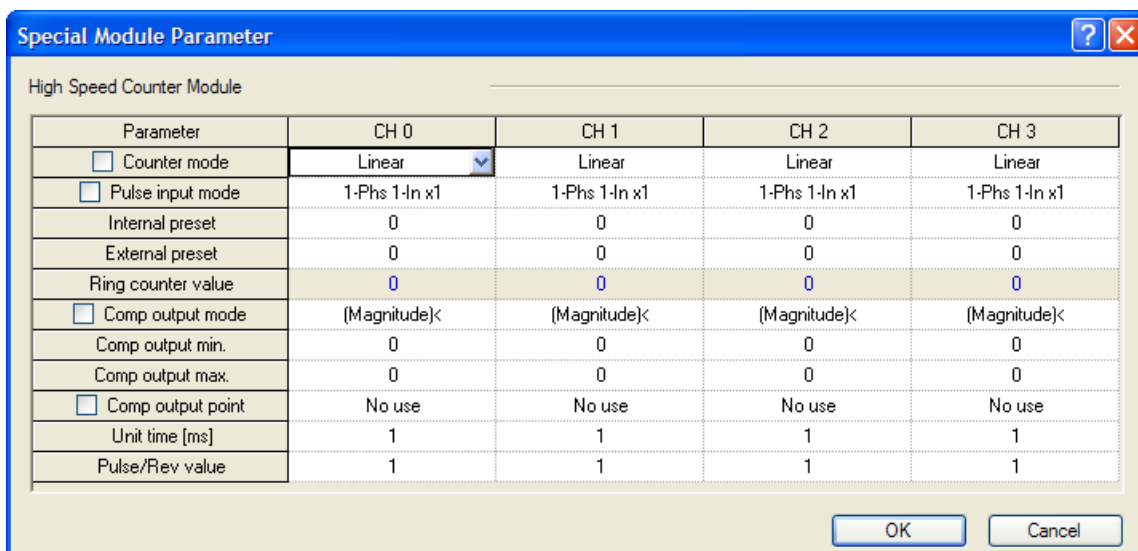 Special Module Parameter
High Speed Counter Module
Parameter CH 0 CH 1 CH 2 CH 3
Counter mode Linear Linear Linear Linear
Pulse input mode 1-Phs 1-In x1 1-Phs 1-In x1 1-Phs 1-In x1 1-Phs 1-In x1
Internal preset 0 0 0 0
External preset 0 0 0 0
Ring counter value 0 0 0 0
Comp output mode (Magnitude)< (Magnitude)< (Magnitude)< (Magnitude)<
Comp output min. 0 0 0 0
Comp output max. 0 0 0 0
Comp output point No use No use No use No use
Unit time [ms] 1 1 1 1
Pulse/Rev value 1 1 1 1
OK Cancel